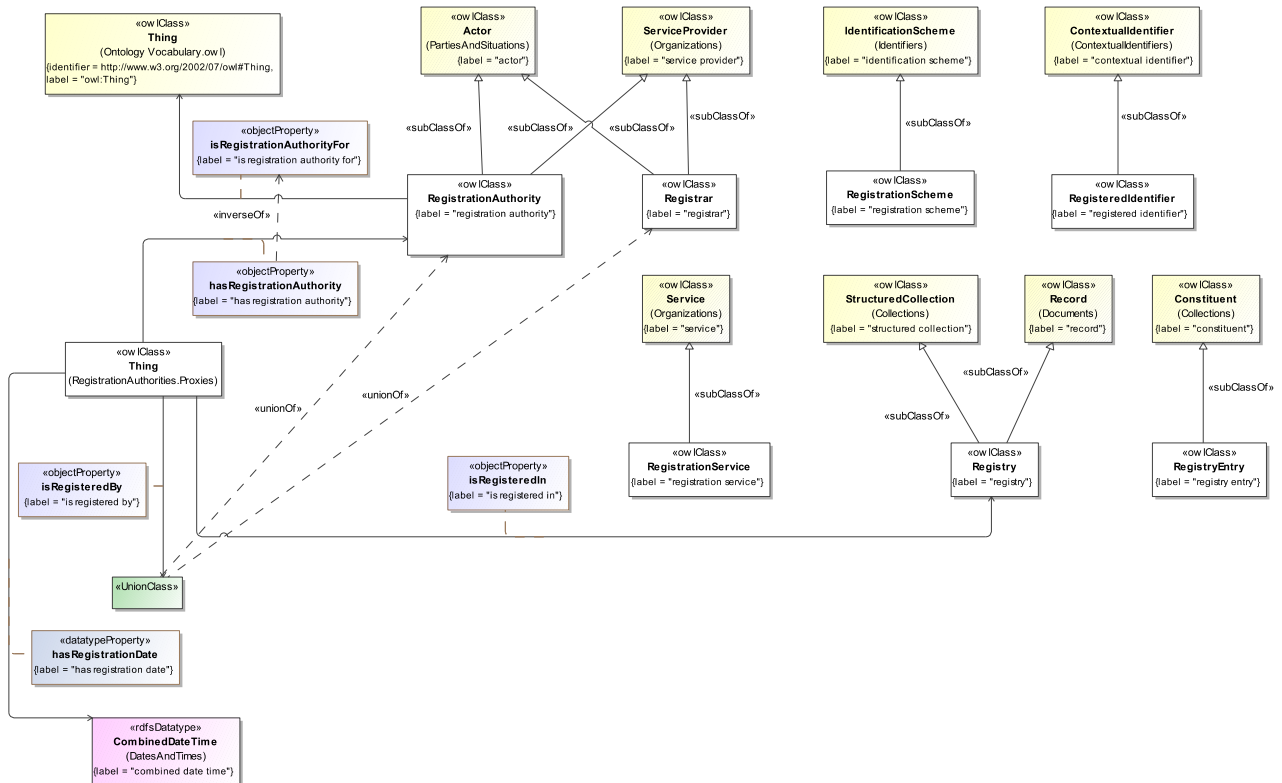 «owlClass»
Thing
(Ontology Vocabulary.owl)
{identifier = http://www.w3.org/2002/07/owl#Thing,
label = "owl:Thing"}
«owlClass»
Actor
(PartiesAndSituations)
{label = "actor"}
«owlClass»
ServiceProvider
(Organizations)
{label = "service provider"}
«owlClass»
IdentificationScheme
(Identifiers)
{label = "identification scheme"}
«owlClass»
ContextualIdentifier
(ContextualIdentifiers)
{label = "contextual identifier"}
«objectProperty»
isRegistrationAuthorityFor
{label = "is registration authority for"}
«subClassOf»
«subClassOf»
«subClassOf»
«subClassOf»
«subClassOf»
«subClassOf»
«owlClass»
RegistrationAuthority
{label = "registration authority"}
«owlClass»
Registrar
{label = "registrar"}
«owlClass»
RegistrationScheme
{label = "registration scheme"}
«owlClass»
RegisteredIdentifier
{label = "registered identifier"}
«inverseOf»
«objectProperty»
hasRegistrationAuthority
{label = "has registration authority"}
«owlClass»
Service
(Organizations)
{label = "service"}
«owlClass»
StructuredCollection
(Collections)
{label = "structured collection"}
«owlClass»
Record
(Documents)
{label = "record"}
«owlClass»
Constituent
(Collections)
{label = "constituent"}
«owlClass»
Thing
(RegistrationAuthorities.Proxies)
«unionOf»
«unionOf»
«subClassOf»
«subClassOf»
«subClassOf»
«subClassOf»
«objectProperty»
isRegisteredBy
{label = "is registered by"}
«objectProperty»
isRegisteredIn
{label = "is registered in"}
«owlClass»
RegistrationService
{label = "registration service"}
«owlClass»
Registry
{label = "registry"}
«owlClass»
RegistryEntry
{label = "registry entry"}
«UnionClass»
«datatypeProperty»
hasRegistrationDate
{label = "has registration date"}
«rdfsDatatype»
CombinedDateTime
(DatesAndTimes)
{label = "combined date time"}